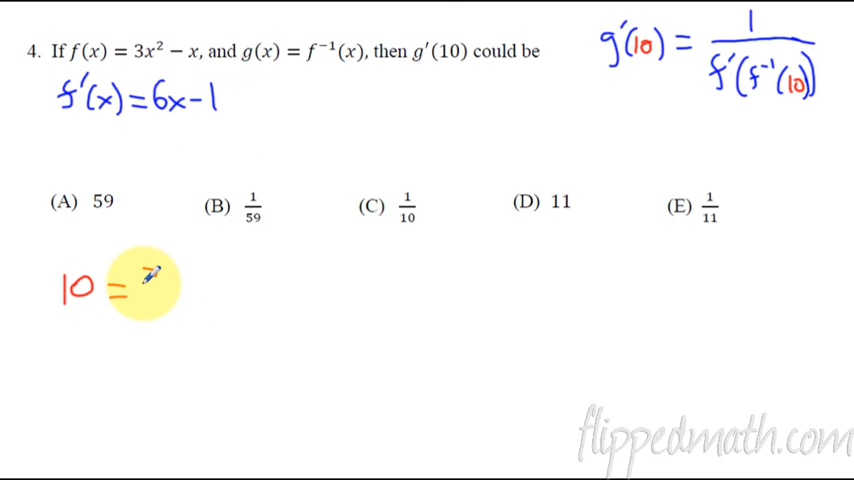 4. If f(x) = 3x² − x, and g(x) = f⁻¹(x), then g′(10) could be
g′(10) = 1 / f′(f⁻¹(10))
f′(x) = 6x − 1
(A) 59 (B) 1/59 (C) 1/10 (D) 11 (E) 1/11
10 =
flippedmath.com